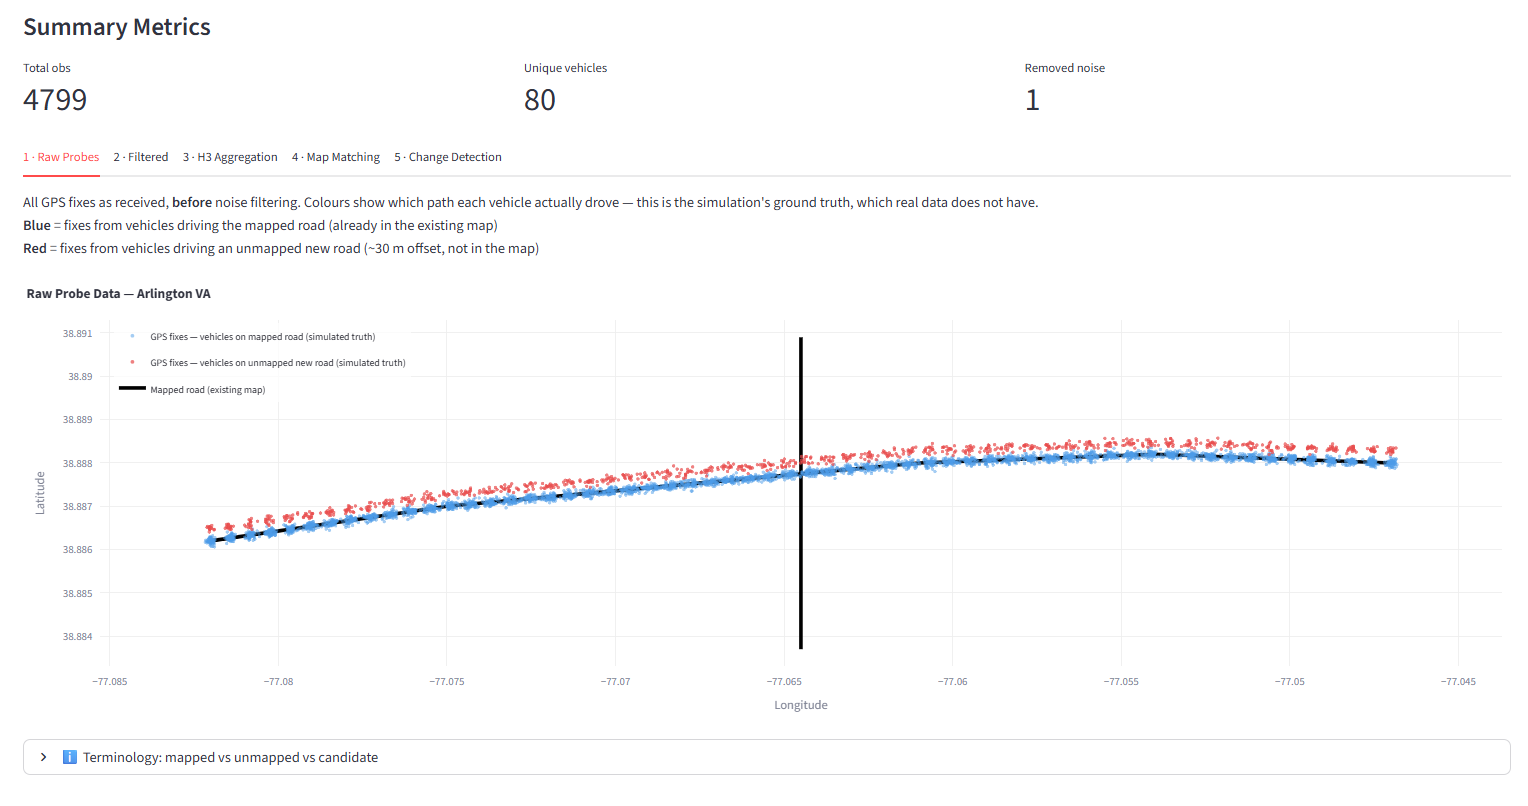 Summary Metrics
Total obs
Unique vehicles
Removed noise
4799
80
1
1 · Raw Probes
2 · Filtered
3 · H3 Aggregation
4 · Map Matching
5 · Change Detection
All GPS fixes as received, before noise filtering. Colours show which path each vehicle actually drove — this is the simulation's ground truth, which real data does not have.
Blue = fixes from vehicles driving the mapped road (already in the existing map)
Red = fixes from vehicles driving an unmapped new road (~30 m offset, not in the map)
Raw Probe Data — Arlington VA
GPS fixes — vehicles on mapped road (simulated truth)
GPS fixes — vehicles on unmapped new road (simulated truth)
Mapped road (existing map)
Latitude
38.891
38.89
38.889
38.888
38.887
38.886
38.885
38.884
−77.085
−77.08
−77.075
−77.07
−77.065
−77.06
−77.055
−77.05
−77.045
Longitude
Terminology: mapped vs unmapped vs candidate